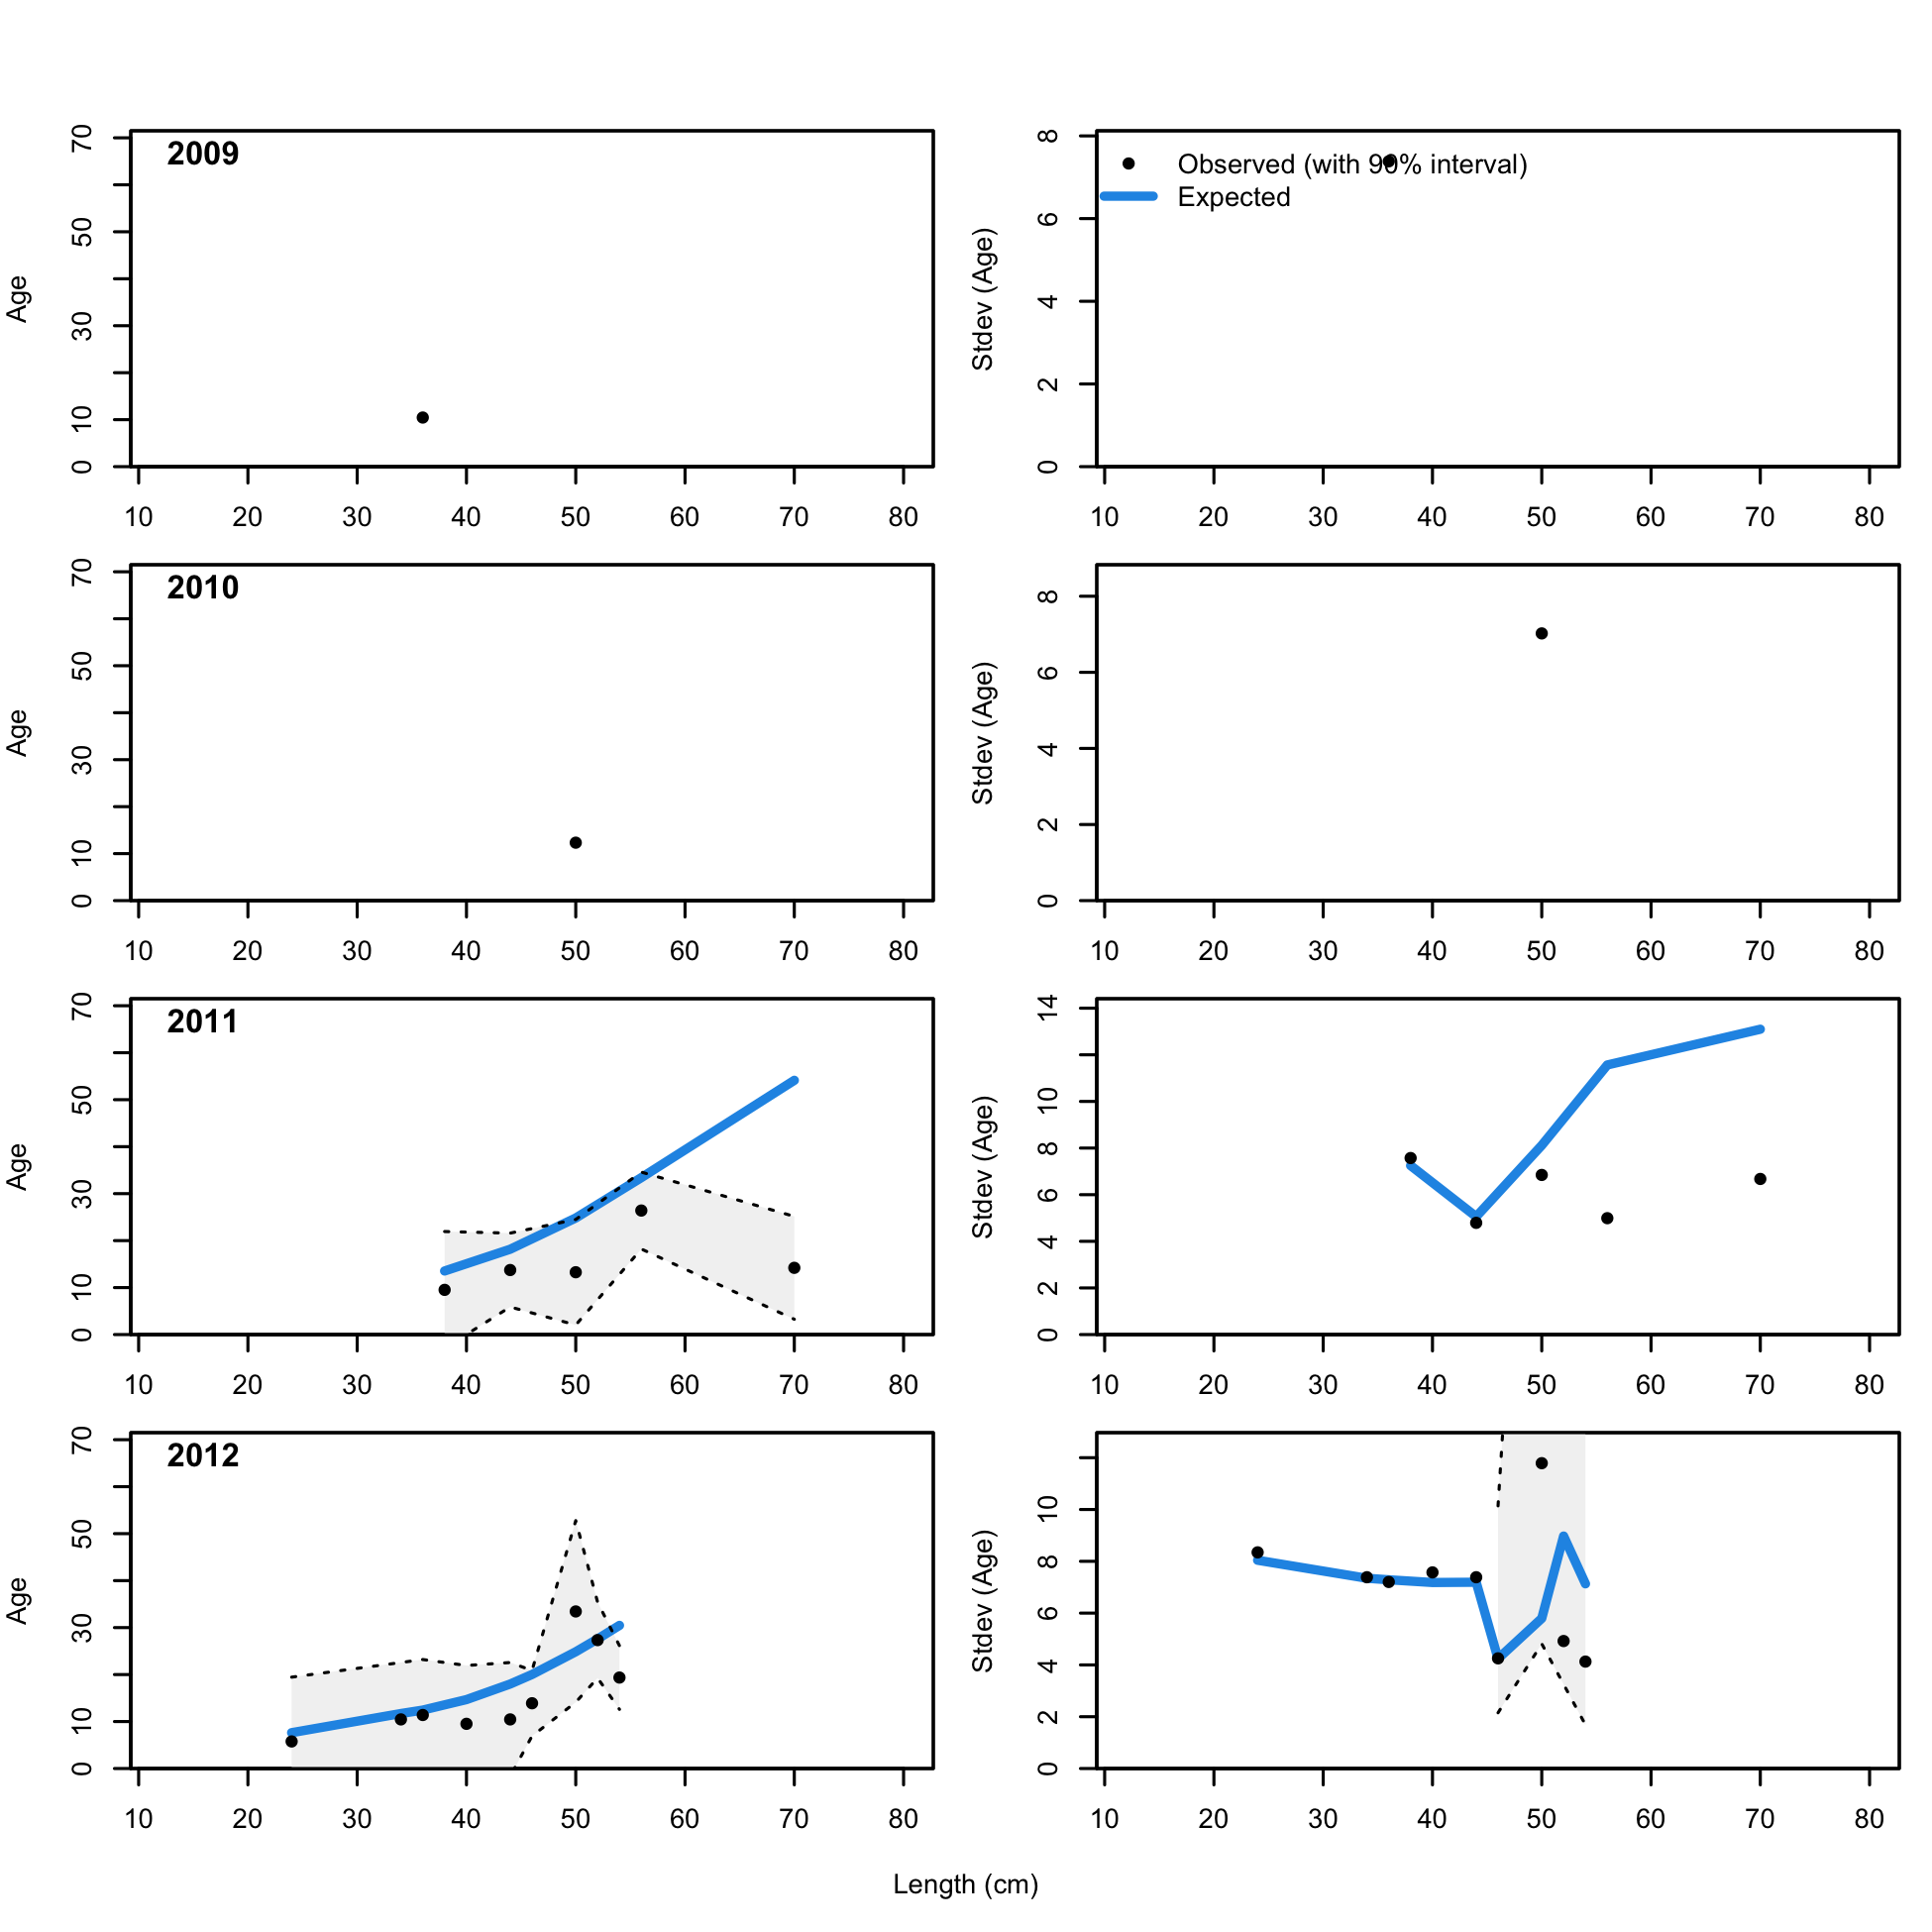 2009
Age
0 10 30 50 70
10 20 30 40 50 60 70 80
Observed (with 90% interval)
Expected
Stdev (Age)
0 2 4 6 8
10 20 30 40 50 60 70 80
2010
Age
0 10 30 50 70
10 20 30 40 50 60 70 80
Stdev (Age)
0 2 4 6 8
10 20 30 40 50 60 70 80
2011
Age
0 10 30 50 70
10 20 30 40 50 60 70 80
Stdev (Age)
0 2 4 6 8 10 14
10 20 30 40 50 60 70 80
2012
Age
0 10 30 50 70
10 20 30 40 50 60 70 80
Stdev (Age)
0 2 4 6 8 10
10 20 30 40 50 60 70 80
Length (cm)